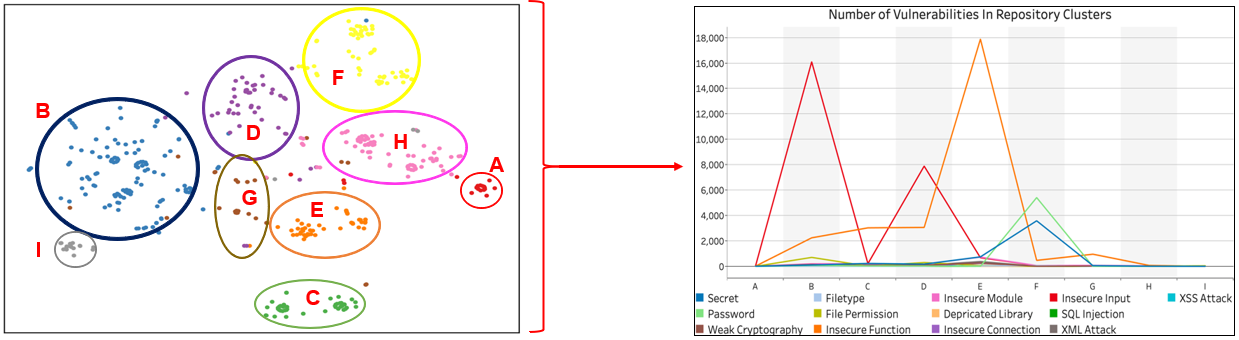 F
B
D
H
A
G
E
I
C
Number of Vulnerabilities In Repository Clusters
18,000
16,000
14,000
12,000
10,000
8,000
6,000
4,000
2,000
0
A B C D E F G H I
Secret Filetype Insecure Module Insecure Input XSS Attack
Password File Permission Depricated Library SQL Injection
Weak Cryptography Insecure Function Insecure Connection XML Attack